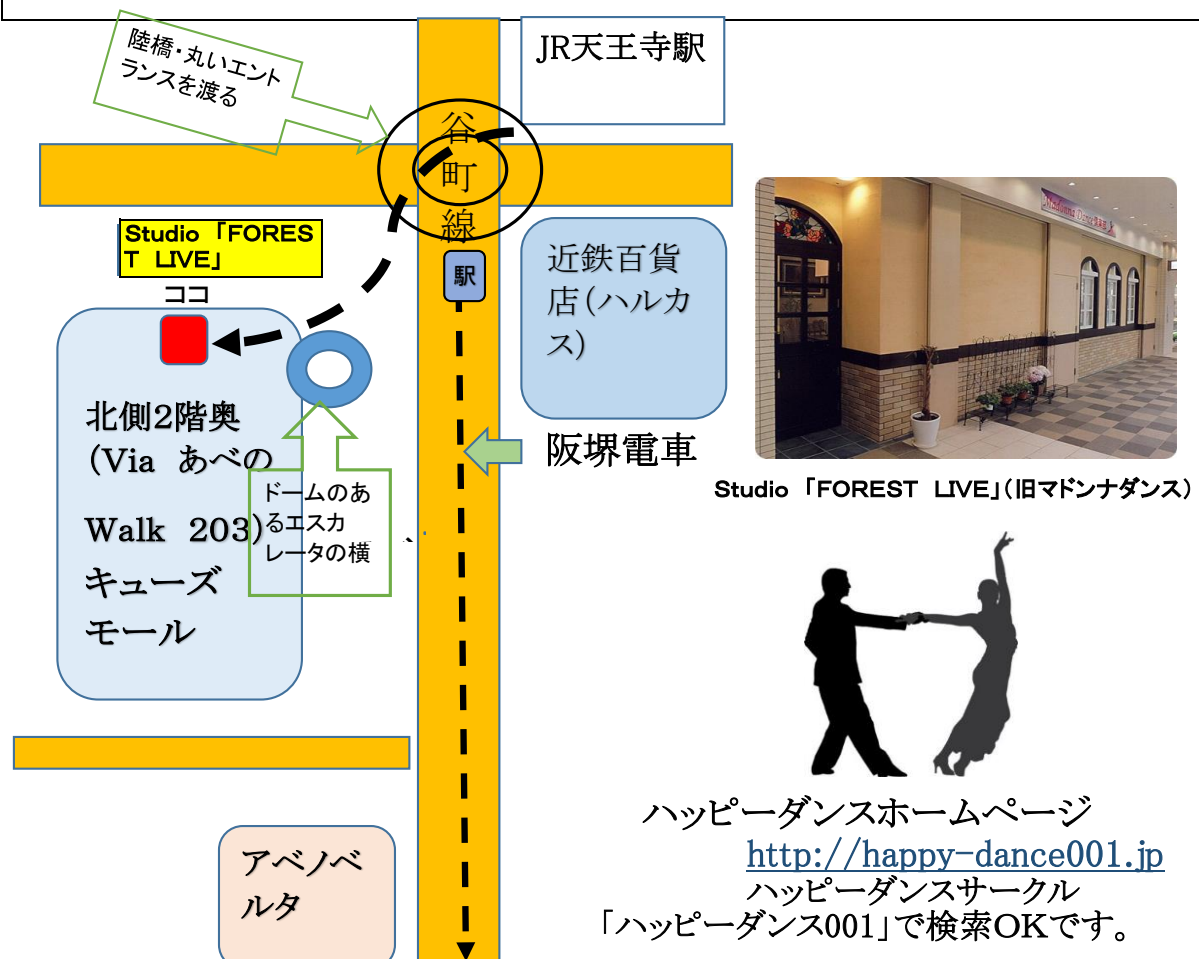 陸橋・丸いエント
ランスを渡る
JR天王寺駅
谷
町
線
駅
Studio 「FORES
T LIVE」
ココ
近鉄百貨
店(ハルカ
ス)
阪堺電車
北側2階奥
(Via あべの
Walk 203)
キューズ
モール
ドームのあ
るエスカ
レータの横
アベノベ
ルタ
Studio 「FOREST LIVE」(旧マドンナダンス)
ハッピーダンスホームページ
http://happy-dance001.jp
ハッピーダンスサークル
「ハッピーダンス001」で検索OKです。